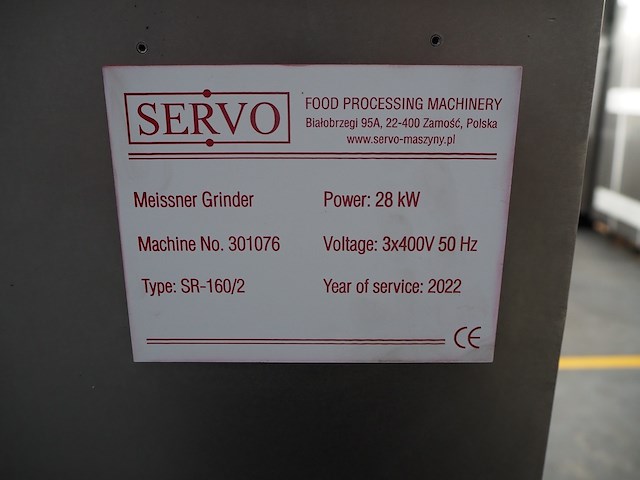 SERVO
FOOD PROCESSING MACHINERY
Białobrzegi 95A, 22-400 Zamość, Polska
www.servo-maszyny.pl
Meissner Grinder
Power: 28 kW
Machine No. 301076
Voltage: 3x400V 50 Hz
Type: SR-160/2
Year of service: 2022
CE